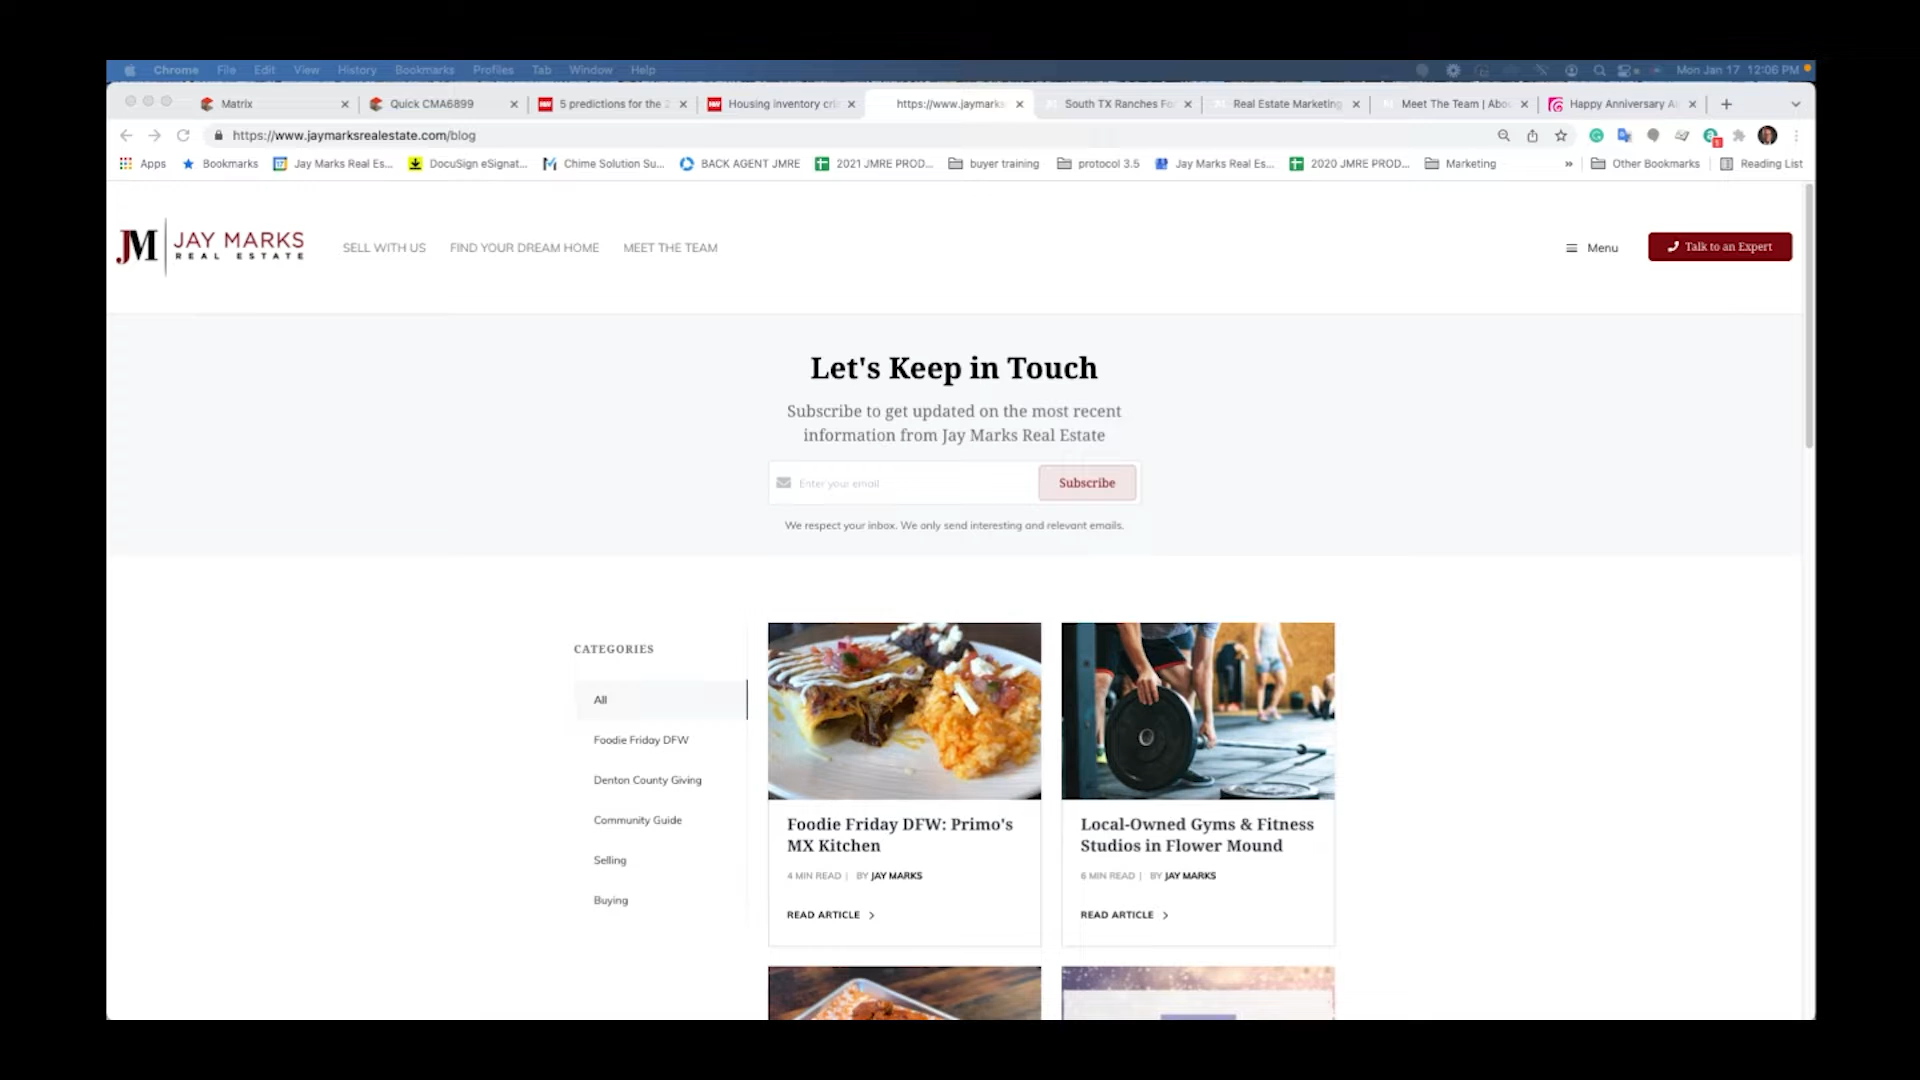 Chrome File Edit View History Bookmarks Profiles Tab Window Help Mon Jan 17 12:06 PM
Matrix Quick CMA6899 5 predictions for the 2 Housing inventory cri https://www.jaymarks South TX Ranches Fo Real Estate Marketing Meet The Team | Abo Happy Anniversary A
https://www.jaymarksrealestate.com/blog
Apps Bookmarks Jay Marks Real Es... DocuSign eSignat... Chime Solution Su... BACK AGENT JMRE 2021 JMRE PROD... buyer training protocol 3.5 Jay Marks Real Es... 2020 JMRE PROD... Marketing » Other Bookmarks Reading List
JM JAY MARKS
REAL ESTATE
SELL WITH US FIND YOUR DREAM HOME MEET THE TEAM Menu Talk to an Expert
Let's Keep in Touch
Subscribe to get updated on the most recent
information from Jay Marks Real Estate
Enter your email Subscribe
We respect your inbox. We only send interesting and relevant emails.
CATEGORIES
All
Foodie Friday DFW
Denton County Giving
Community Guide
Selling
Buying
Foodie Friday DFW: Primo's
MX Kitchen
4 MIN READ | BY JAY MARKS
READ ARTICLE
Local-Owned Gyms & Fitness
Studios in Flower Mound
6 MIN READ | BY JAY MARKS
READ ARTICLE